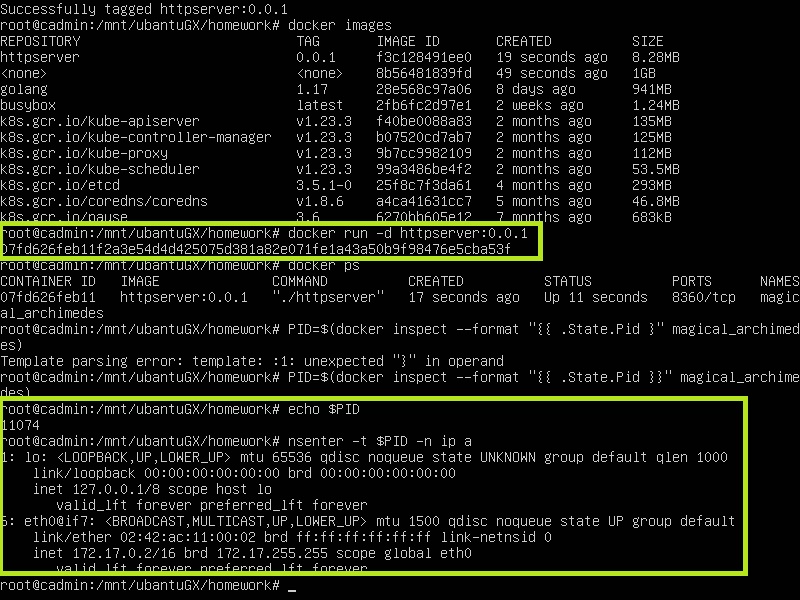 Successfully tagged httpserver:0.0.1
root@cadmin:/mnt/ubantuGX/homework# docker images
REPOSITORY TAG IMAGE ID CREATED SIZE
httpserver 0.0.1 f3c128491ee0 19 seconds ago 8.28MB
<none> <none> 8b56481839fd 49 seconds ago 1GB
golang 1.17 28e568c97a06 8 days ago 941MB
busybox latest 2fb6fc2d97e1 2 weeks ago 1.24MB
k8s.gcr.io/kube-apiserver v1.23.3 f40be0088a83 2 months ago 135MB
k8s.gcr.io/kube-controller-manager v1.23.3 b07520cd7ab7 2 months ago 125MB
k8s.gcr.io/kube-proxy v1.23.3 9b7cc9982109 2 months ago 112MB
k8s.gcr.io/kube-scheduler v1.23.3 99a3486be4f2 2 months ago 53.5MB
k8s.gcr.io/etcd 3.5.1-0 25f8c7f3da61 4 months ago 293MB
k8s.gcr.io/coredns/coredns v1.8.6 a4ca41631cc7 5 months ago 46.8MB
k8s.gcr.io/pause 3.6 6270bb605e12 7 months ago 683kB
root@cadmin:/mnt/ubantuGX/homework# docker run -d httpserver:0.0.1
07fd626feb11f2a3e54d4d425075d381a82e071fe1a43a50b9f98476e5cba53f
root@cadmin:/mnt/ubantuGX/homework# docker ps
CONTAINER ID IMAGE COMMAND CREATED STATUS PORTS NAMES
07fd626feb11 httpserver:0.0.1 "./httpserver" 17 seconds ago Up 11 seconds 8360/tcp magic
al_archimedes
root@cadmin:/mnt/ubantuGX/homework# PID=$(docker inspect --format "{{ .State.Pid }" magical_archimed
es)
Template parsing error: template: :1: unexpected "}" in operand
root@cadmin:/mnt/ubantuGX/homework# PID=$(docker inspect --format "{{ .State.Pid }}" magical_archime
des)
root@cadmin:/mnt/ubantuGX/homework# echo $PID
11074
root@cadmin:/mnt/ubantuGX/homework# nsenter -t $PID -n ip a
1: lo: <LOOPBACK,UP,LOWER_UP> mtu 65536 qdisc noqueue state UNKNOWN group default qlen 1000
link/loopback 00:00:00:00:00:00 brd 00:00:00:00:00:00
inet 127.0.0.1/8 scope host lo
valid_lft forever preferred_lft forever
6: eth0@if7: <BROADCAST,MULTICAST,UP,LOWER_UP> mtu 1500 qdisc noqueue state UP group default
link/ether 02:42:ac:11:00:02 brd ff:ff:ff:ff:ff:ff link-netnsid 0
inet 172.17.0.2/16 brd 172.17.255.255 scope global eth0
valid_lft forever preferred_lft forever
root@cadmin:/mnt/ubantuGX/homework# _